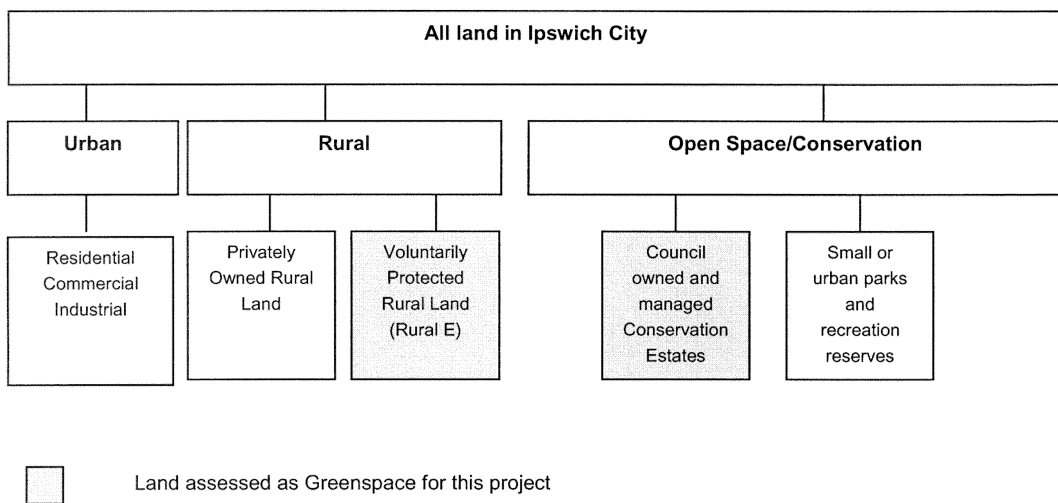 All land in Ipswich City
Urban
Rural
Open Space/Conservation
Residential
Commercial
Industrial
Privately
Owned Rural
Land
Voluntarily
Protected
Rural Land
(Rural E)
Council
owned and
managed
Conservation
Estates
Small or
urban parks
and
recreation
reserves
Land assessed as Greenspace for this project